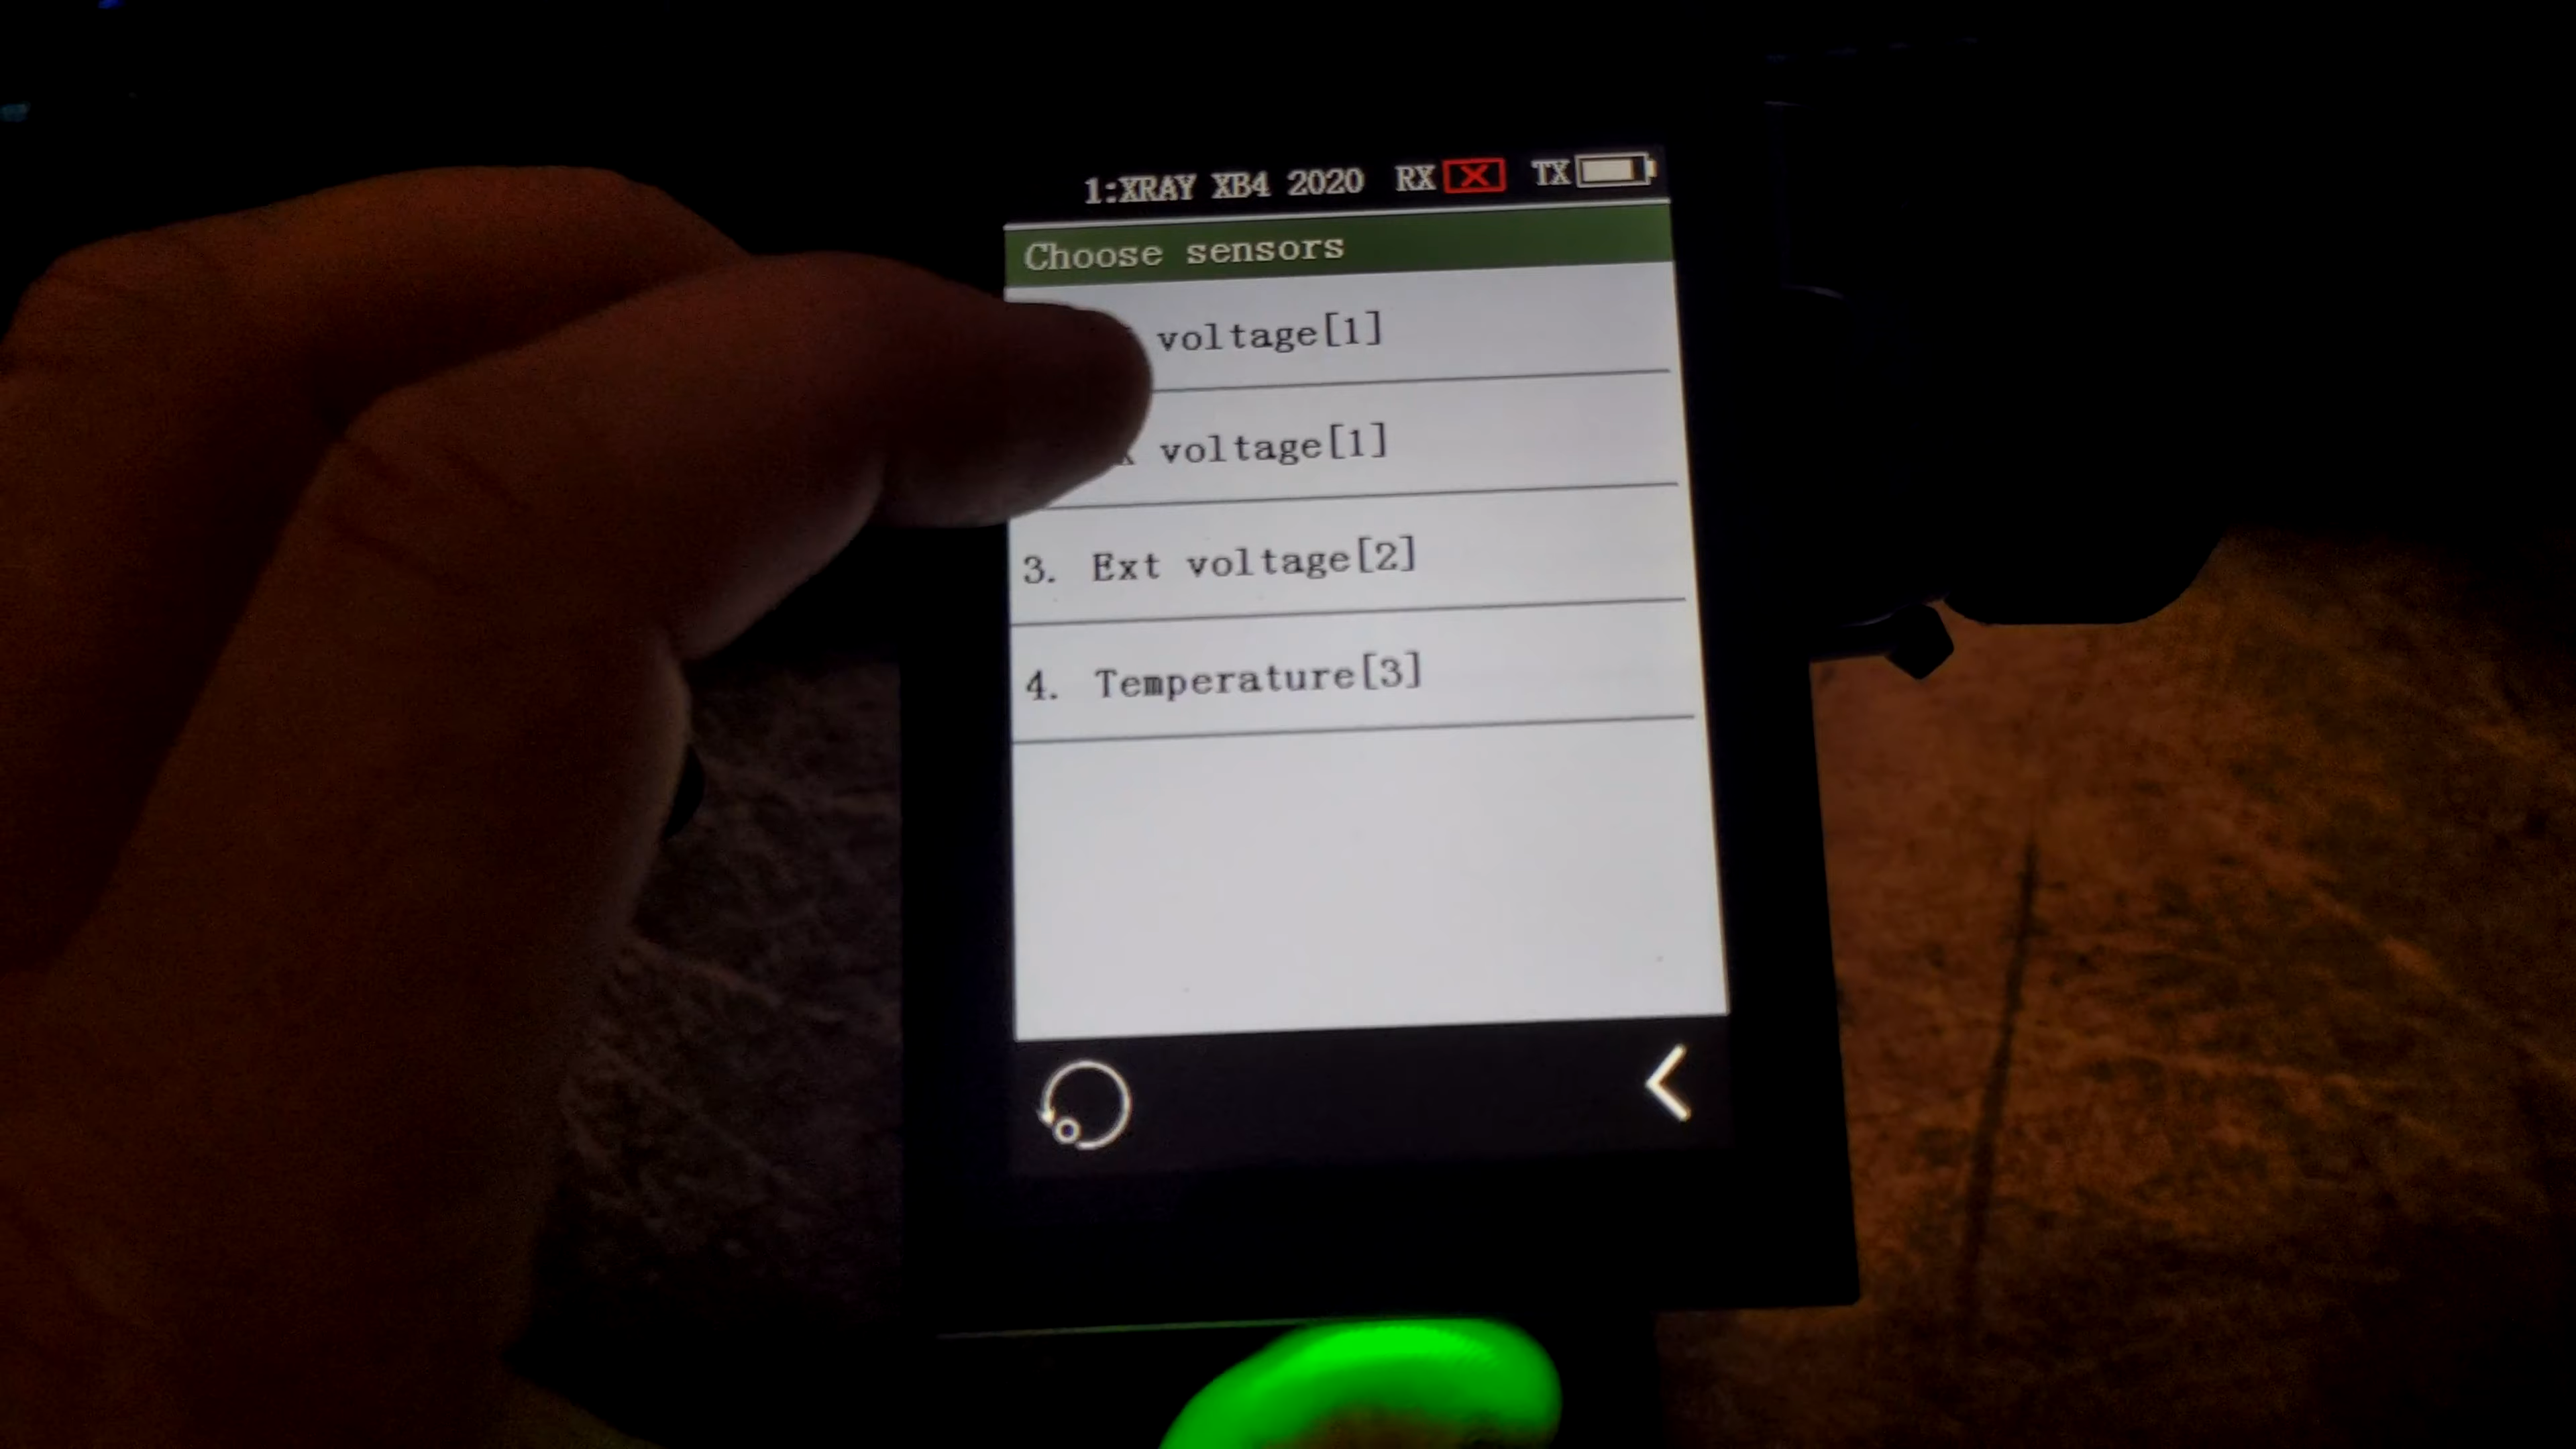 1:XRAY XB4 2020 RX TX
Choose sensors
voltage[1]
voltage[1]
3. Ext voltage[2]
4. Temperature[3]